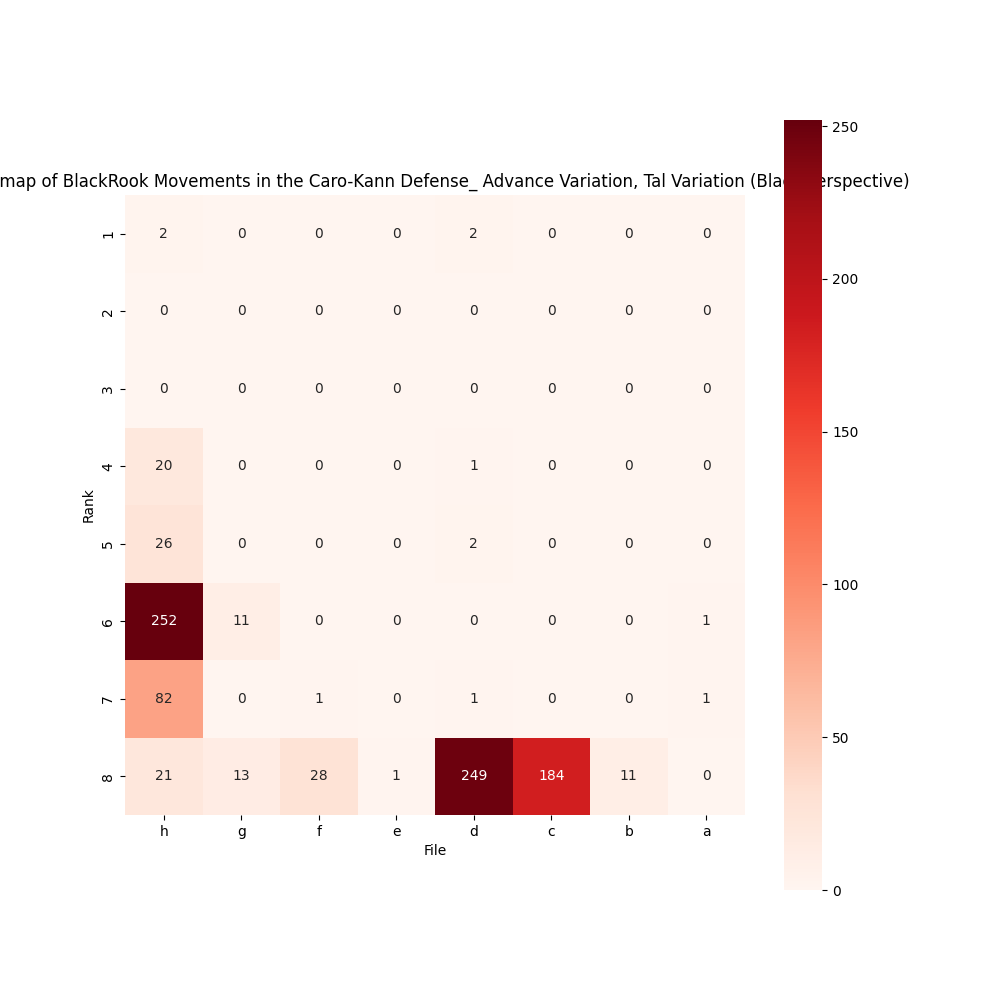 map of BlackRook Movements in the Caro-Kann Defense_ Advance Variation, Tal Variation (Bla erspective)
1 2 0 0 0 2 0 0 0
2 0 0 0 0 0 0 0 0
3 0 0 0 0 0 0 0 0
4 20 0 0 0 1 0 0 0
5 26 0 0 0 2 0 0 0
6 252 11 0 0 0 0 0 1
7 82 0 1 0 1 0 0 1
8 21 13 28 1 249 184 11 0
h g f e d c b a
File
Rank
250
200
150
100
50
0